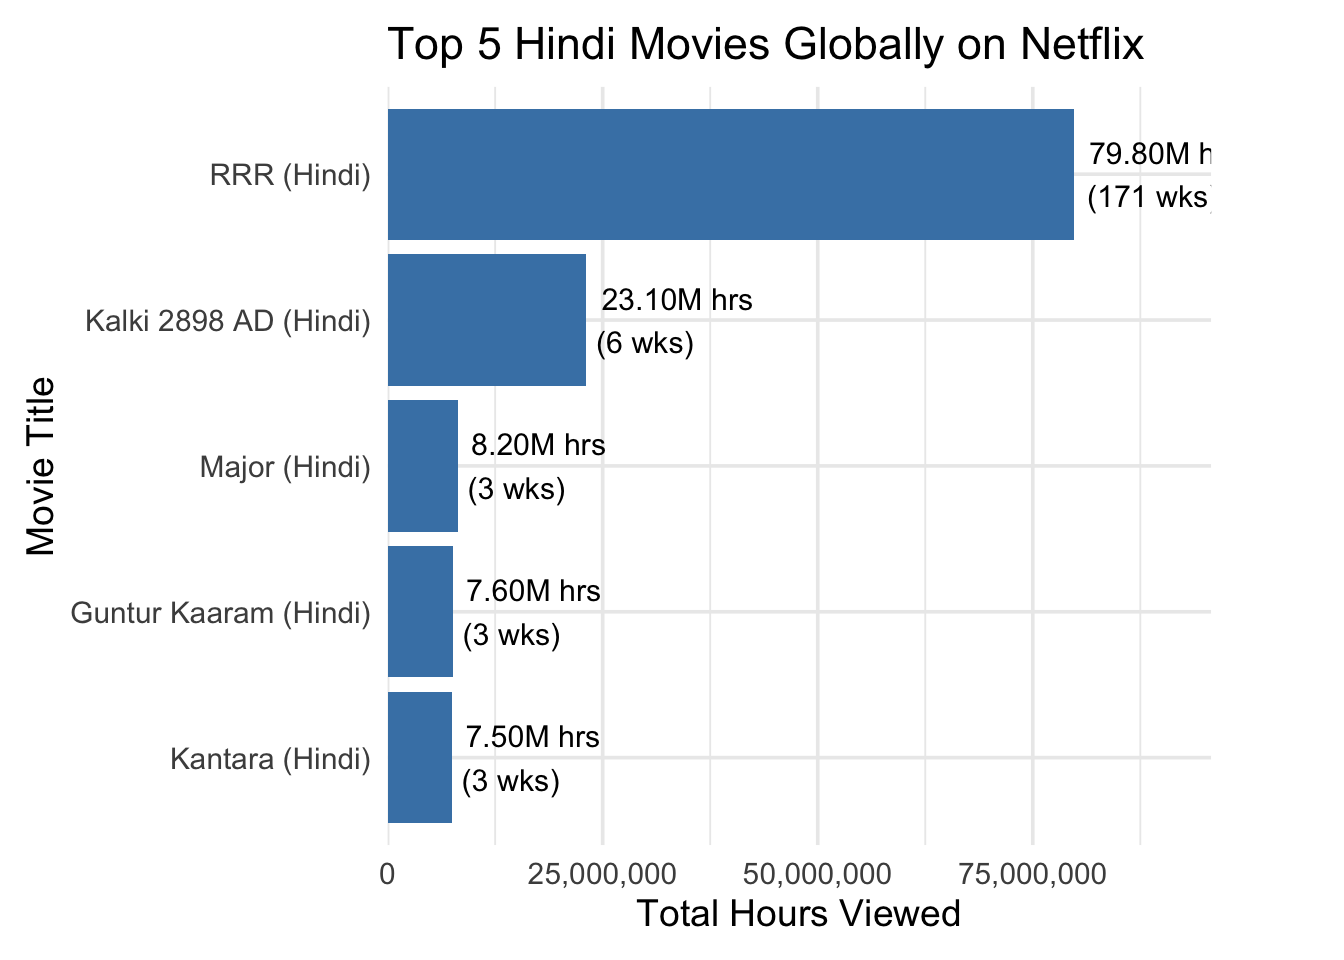 Top 5 Hindi Movies Globally on Netflix
RRR (Hindi)
79.80M h
(171 wks)
Kalki 2898 AD (Hindi)
23.10M hrs
(6 wks)
Major (Hindi)
8.20M hrs
(3 wks)
Guntur Kaaram (Hindi)
7.60M hrs
(3 wks)
Kantara (Hindi)
7.50M hrs
(3 wks)
Movie Title
0 25,000,000 50,000,000 75,000,000
Total Hours Viewed